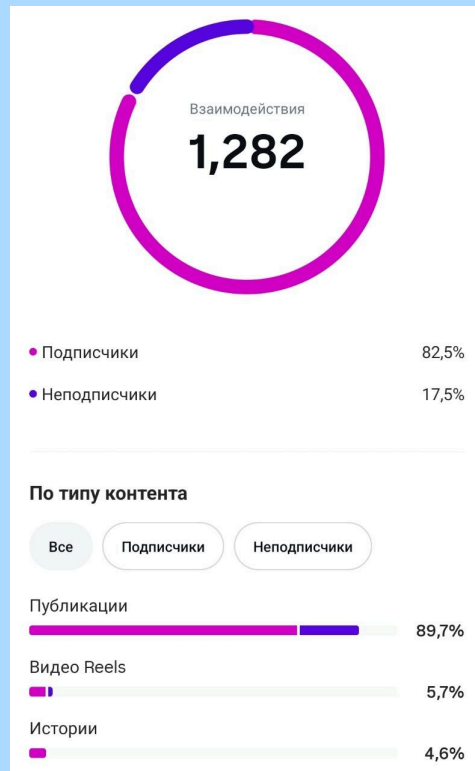 Взаимодействия
1,282
Подписчики 82,5%
Неподписчики 17,5%
По типу контента
Все Подписчики Неподписчики
Публикации
89,7%
Видео Reels
5,7%
Истории
4,6%